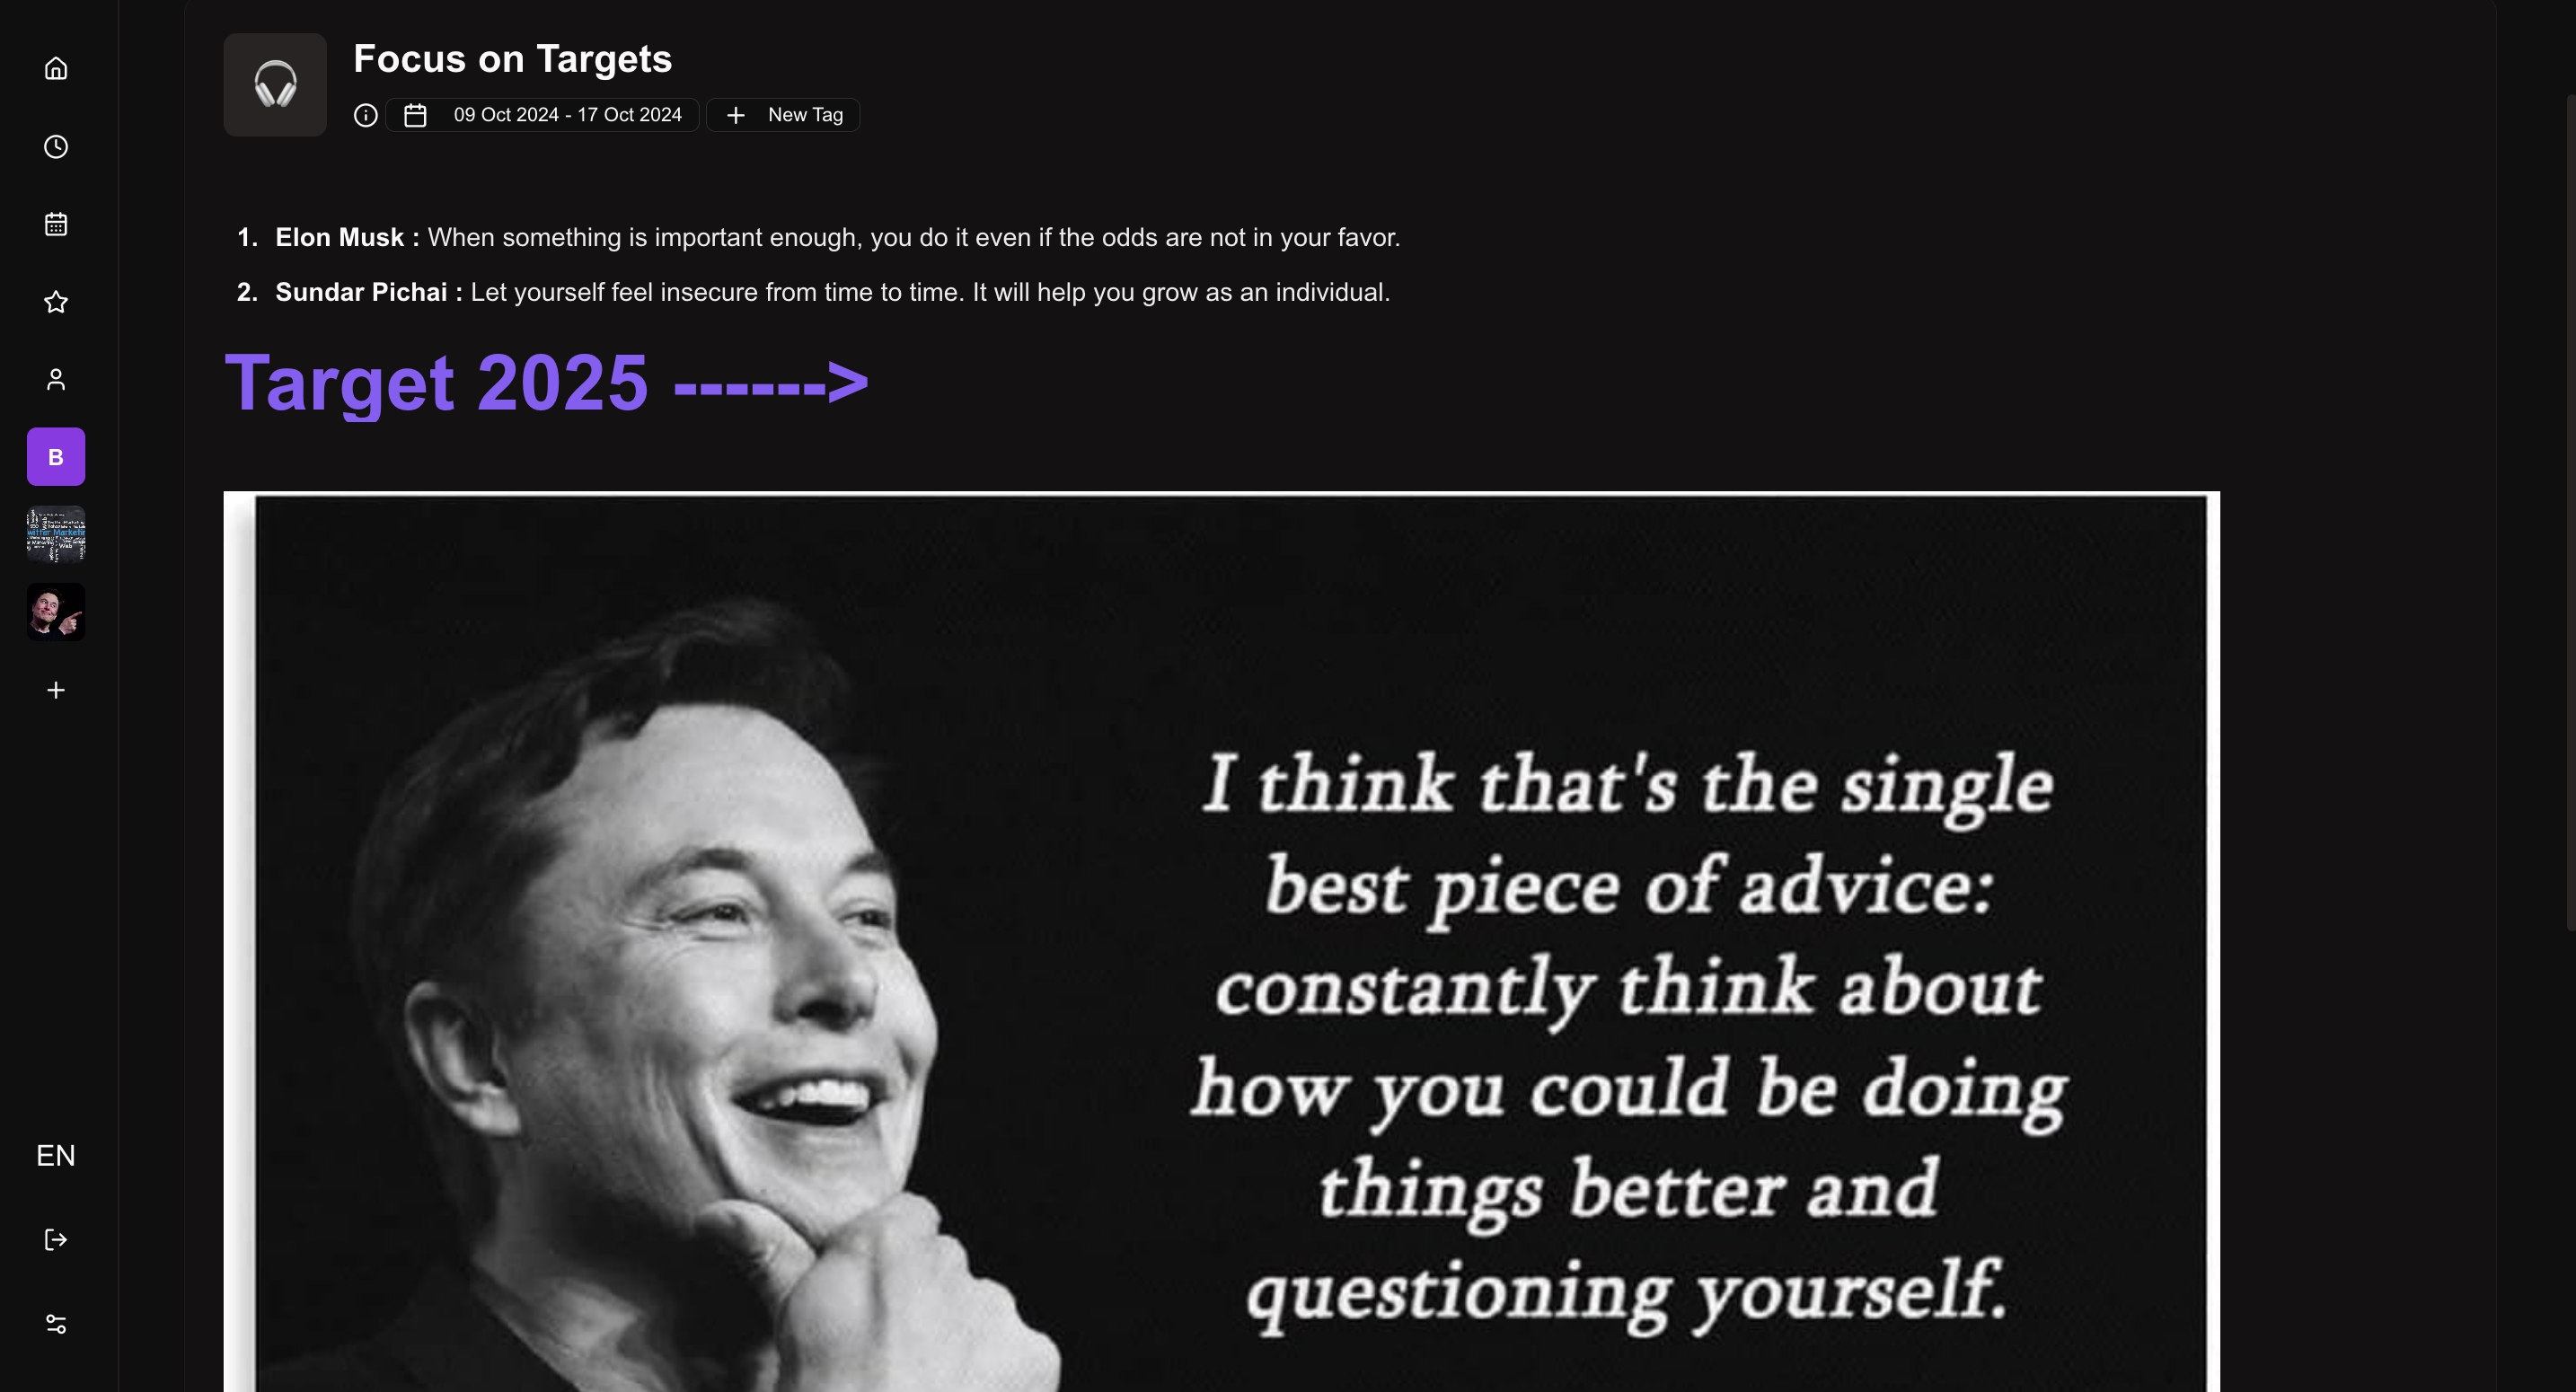 Focus on Targets
09 Oct 2024 - 17 Oct 2024
New Tag
1. Elon Musk : When something is important enough, you do it even if the odds are not in your favor.
2. Sundar Pichai : Let yourself feel insecure from time to time. It will help you grow as an individual.
Target 2025 ------>
B
I think that's the single
best piece of advice:
constantly think about
how you could be doing
things better and
questioning yourself.
EN